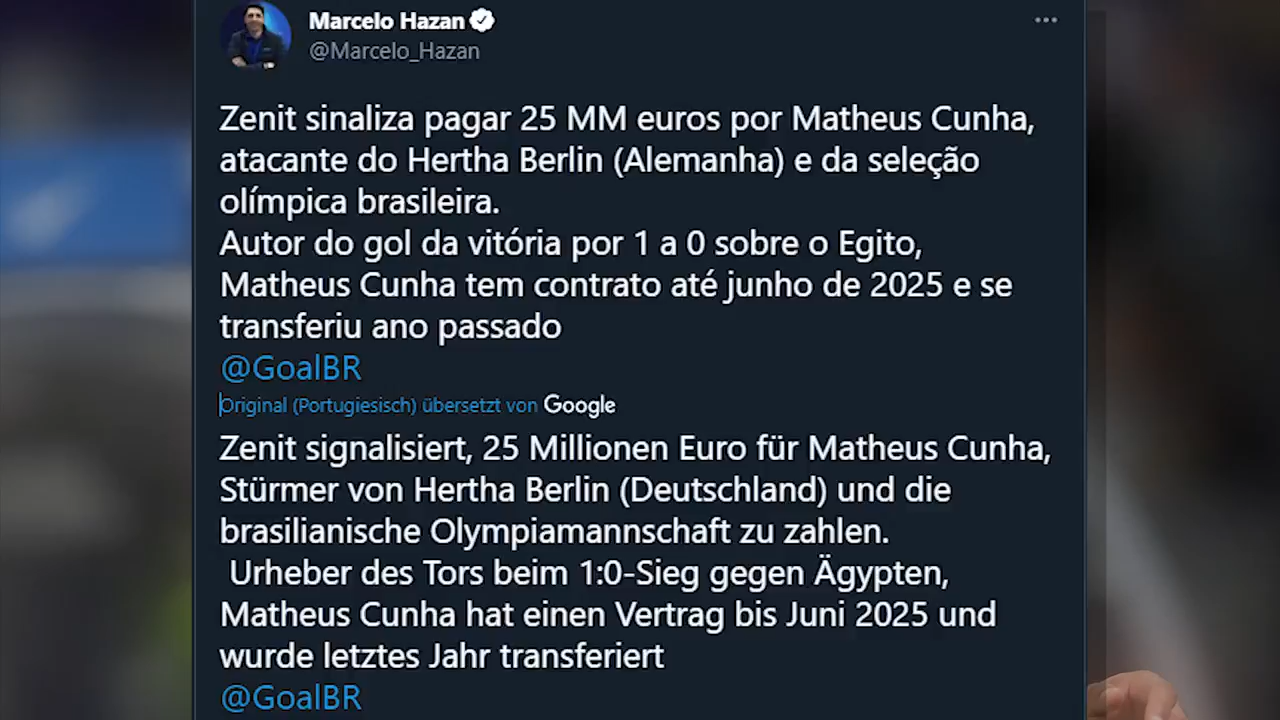 Marcelo Hazan
@Marcelo_Hazan
Zenit sinaliza pagar 25 MM euros por Matheus Cunha,
atacante do Hertha Berlin (Alemanha) e da seleção
olímpica brasileira.
Autor do gol da vitória por 1 a 0 sobre o Egito,
Matheus Cunha tem contrato até junho de 2025 e se
transferiu ano passado
@GoalBR
Original (Portugiesisch) übersetzt von Google
Zenit signalisiert, 25 Millionen Euro für Matheus Cunha,
Stürmer von Hertha Berlin (Deutschland) und die
brasilianische Olympiamannschaft zu zahlen.
Urheber des Tors beim 1:0-Sieg gegen Ägypten,
Matheus Cunha hat einen Vertrag bis Juni 2025 und
wurde letztes Jahr transferiert
@GoalBR